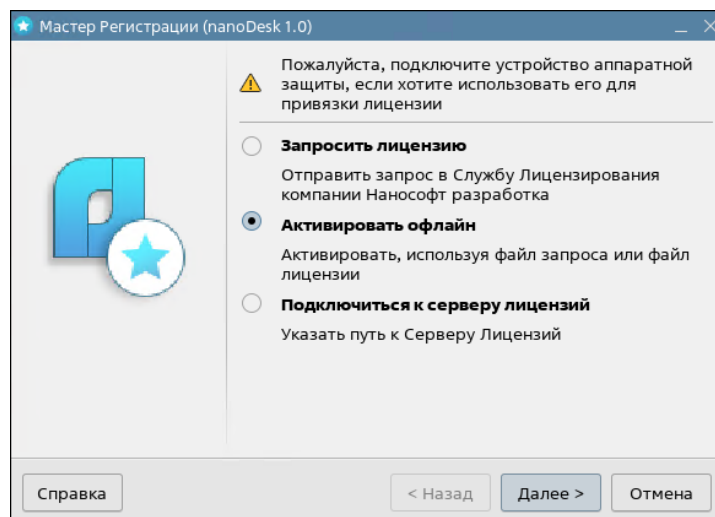 Мастер Регистрации (nanoDesk 1.0)
Пожалуйста, подключите устройство аппаратной
защиты, если хотите использовать его для
привязки лицензии
Запросить лицензию
Отправить запрос в Службу Лицензирования
компании Нанософт разработка
Активировать офлайн
Активировать, используя файл запроса или файл
лицензии
Подключиться к серверу лицензий
Указать путь к Серверу Лицензий
Справка
< Назад
Далее >
Отмена